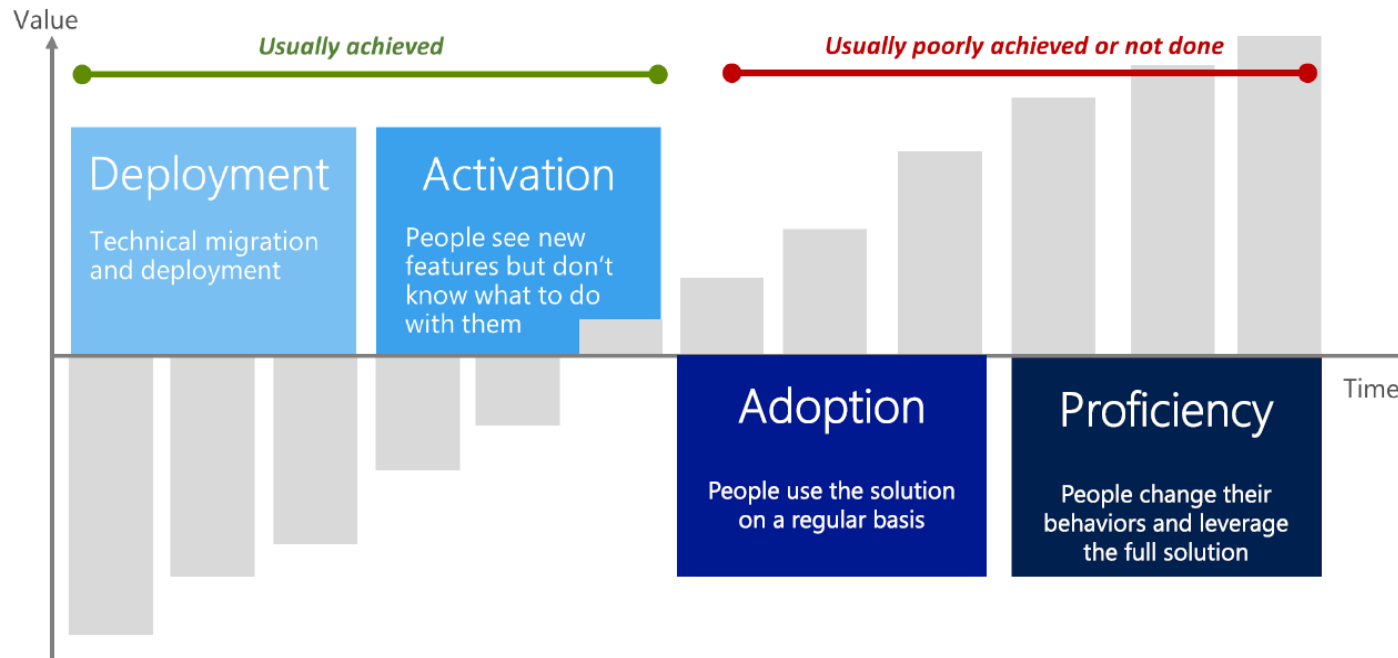 Value
Usually achieved
Usually poorly achieved or not done
Deployment
Technical migration
and deployment
Activation
People see new
features but don't
know what to do
with them
Time
Adoption
People use the solution
on a regular basis
Proficiency
People change their
behaviors and leverage
the full solution